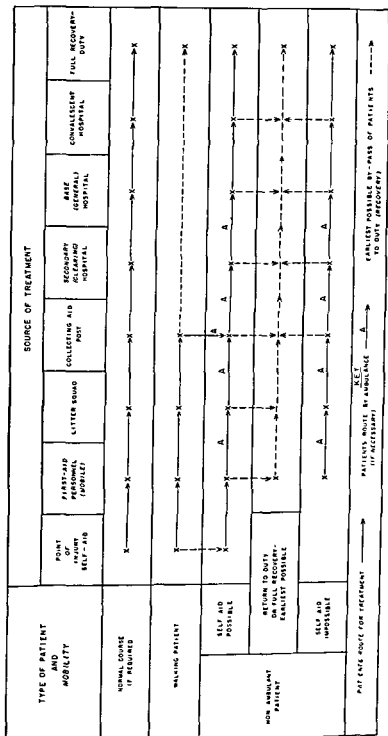 TYPE OF PATIENT
AND
MOBILITY
SOURCE OF TREATMENT
POINT
OF
INJURY
SELF-AID
FIRST-AID
PERSONNEL
(MOBILE)
LITTER SQUAD
COLLECTING AID
POST
SECONDARY
(CLEARING)
HOSPITAL
BASE
(GENERAL)
HOSPITAL
CONVALESCENT
HOSPITAL
FULL RECOVERY-
DUTY
NORMAL COURSE
IF REQUIRED
WALKING PATIENT
NON AMBULANT
PATIENT
SELF AID
POSSIBLE
A
A
A
A
A
RETURN TO DUTY
OR FULL RECOVERY-
EARLIEST POSSIBLE
SELF AID
IMPOSSIBLE
A
A
A
A
KEY
PATIENTS ROUTE FOR TREATMENT
PATIENTS ROUTE BY AMBULANCE A
(IF NECESSARY)
EARLIEST POSSIBLE BY-PASS OF PATIENTS
TO DUTY (RECOVERY)